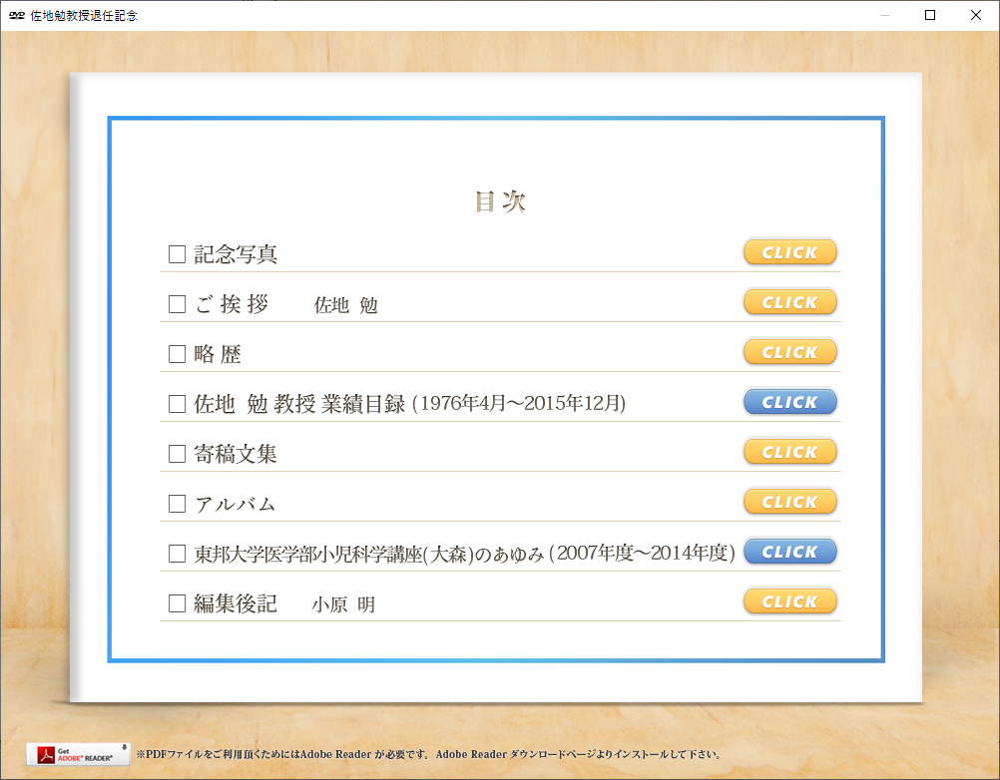 DVD 佐地勉教授退任記念
目次
□ 記念写真 CLICK
□ ご挨拶 佐地 勉 CLICK
□ 略歴 CLICK
□ 佐地 勉 教授 業績目録 (1976年4月～2015年12月) CLICK
□ 寄稿文集 CLICK
□ アルバム CLICK
□ 東邦大学医学部小児科学講座(大森)のあゆみ (2007年度～2014年度) CLICK
□ 編集後記 小原 明 CLICK
Get
ADOBE® READER®
※PDFファイルをご利用頂くためにはAdobe Reader が必要です。Adobe Reader ダウンロードページよりインストールして下さい。